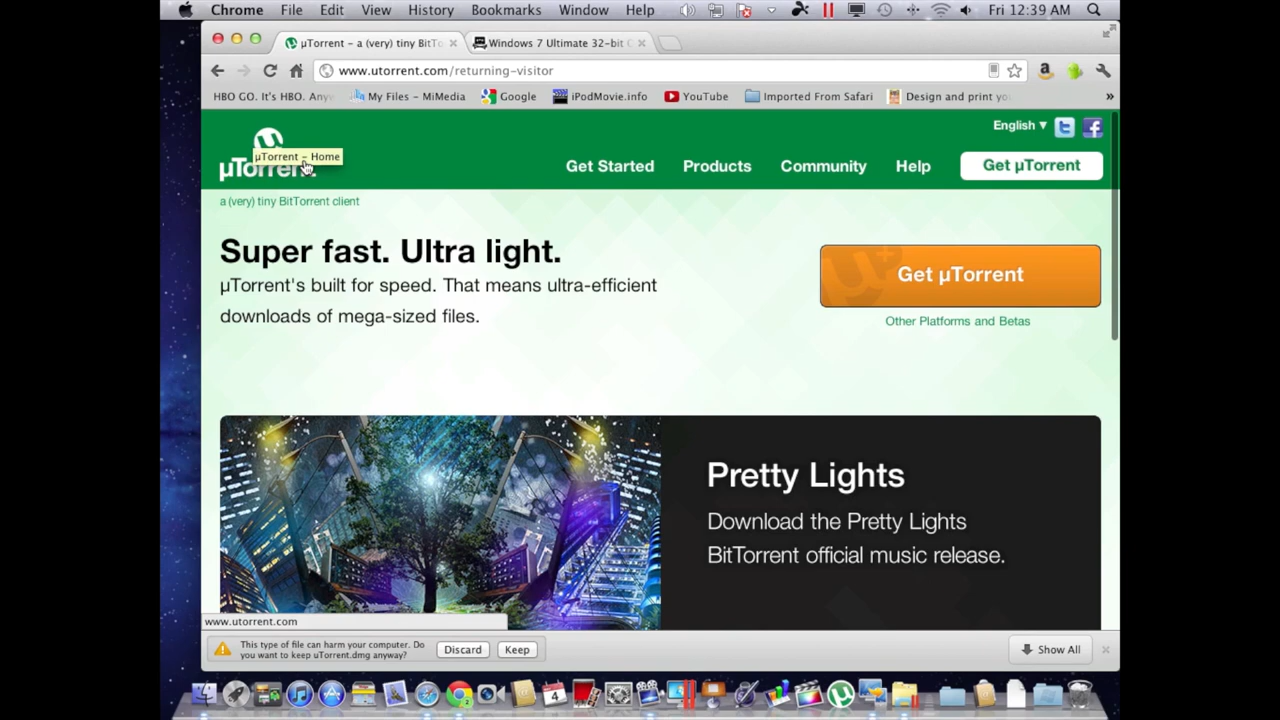 Chrome File Edit View History Bookmarks Window Help Fri 12:39 AM
µTorrent – a (very) tiny BitTo Windows 7 Ultimate 32-bit
www.utorrent.com/returning-visitor
HBO GO. It's HBO. Any My Files – MiMedia Google iPodMovie.info YouTube Imported From Safari Design and print yo »
English ▼
µTorrent
µTorrent – Home
Get Started Products Community Help Get µTorrent
a (very) tiny BitTorrent client
Super fast. Ultra light.
µTorrent's built for speed. That means ultra-efficient
downloads of mega-sized files.
Get µTorrent
Other Platforms and Betas
Pretty Lights
Download the Pretty Lights
BitTorrent official music release.
www.utorrent.com
This type of file can harm your computer. Do
you want to keep uTorrent.dmg anyway?
Discard Keep
Show All
4